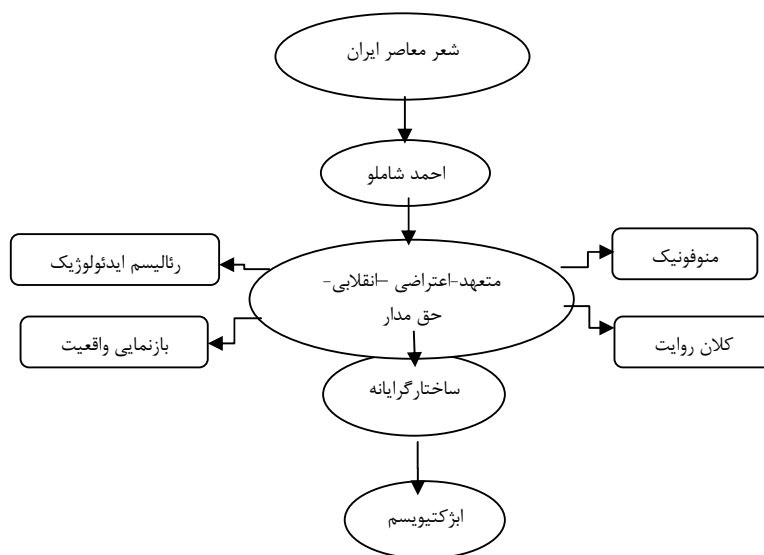 شعر معاصر ایران
احمد شاملو
منوفونیک
رئالیسم ایدئولوژیک
متعهد-اعتراضی –انقلابی-
حق مدار
کلان روایت
بازنمایی واقعیت
ساختارگرایانه
ابژکتیویسم